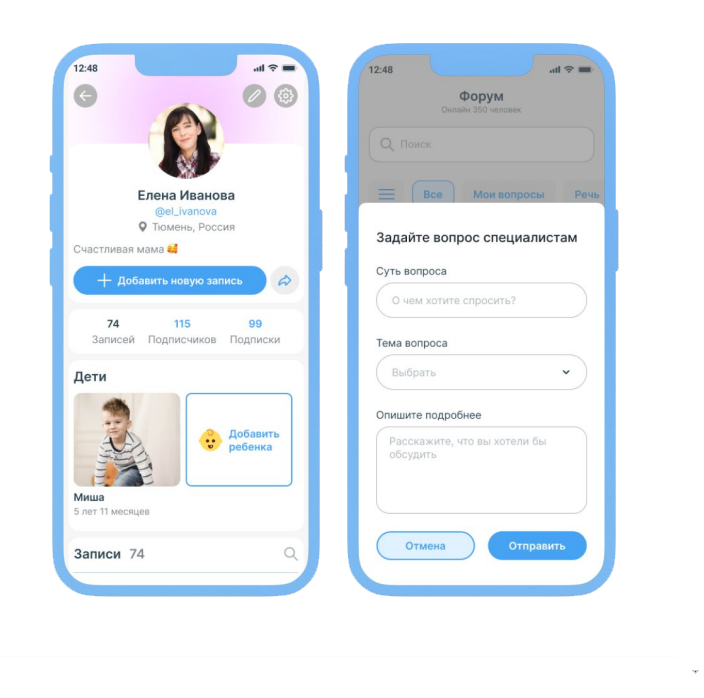 12:48
Елена Иванова
@el_ivanova
Тюмень, Россия
Счастливая мама 🥰
Добавить новую запись
74 115 99
Записей Подписчиков Подписки
Дети
Добавить
ребенка
Миша
5 лет 11 месяцев
Записи 74
12:48
Форум
Онлайн 350 человек
Поиск
Все Мои вопросы Речь
Задайте вопрос специалистам
Суть вопроса
О чем хотите спросить?
Тема вопроса
Выбрать
Опишите подробнее
Расскажите, что вы хотели бы
обсудить
Отмена Отправить